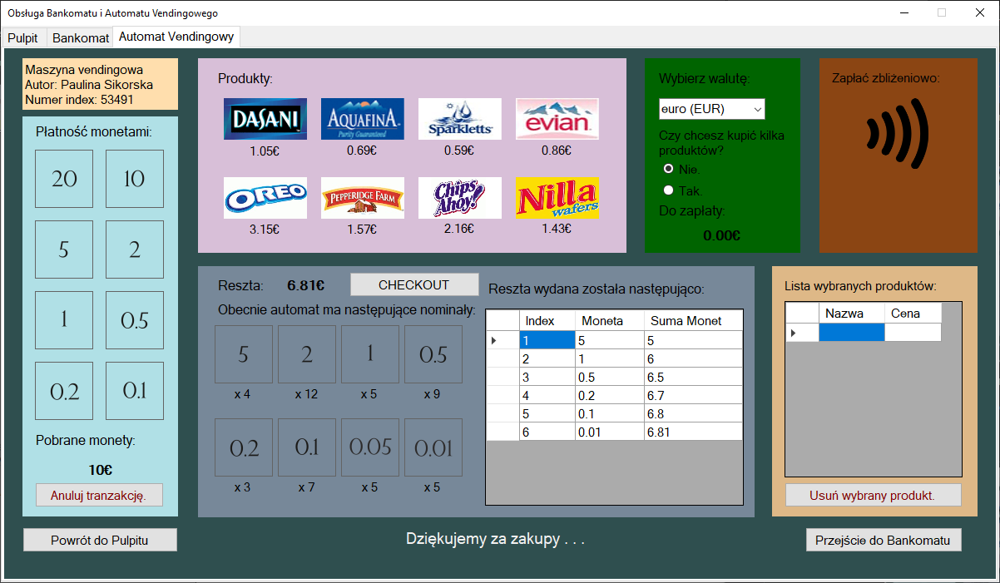 Obsługa Bankomatu i Automatu Vendingowego
Pulpit
Bankomat
Automat Vendingowy
Maszyna vendingowa
Autor: Paulina Sikorska
Numer index: 53491
Płatność monetami:
20
10
5
2
1
0.5
0.2
0.1
Pobrane monety:
10€
Anuluj tranzakcję.
Produkty:
DASANI
AQUAFINA
Purity Guaranteed
Sparkletts
evian.
1.05€
0.69€
0.59€
0.86€
OREO
PEPPERIDGE FARM
Chips Ahoy!
Nilla
wafers
3.15€
1.57€
2.16€
1.43€
Wybierz walutę:
euro (EUR)
Czy chcesz kupić kilka
produktów?
Nie.
Tak.
Do zapłaty:
0.00€
Zapłać zbliżeniowo:
Reszta:
6.81€
CHECKOUT
Obecnie automat ma następujące nominały:
5
2
1
0.5
x 4
x 12
x 5
x 9
0.2
0.1
0.05
0.01
x 3
x 7
x 5
x 5
Reszta wydana została następująco:
Index Moneta Suma Monet
1 5 5
2 1 6
3 0.5 6.5
4 0.2 6.7
5 0.1 6.8
6 0.01 6.81
Lista wybranych produktów:
Nazwa Cena
Usuń wybrany produkt.
Powrót do Pulpitu
Dziękujemy za zakupy . . .
Przejście do Bankomatu